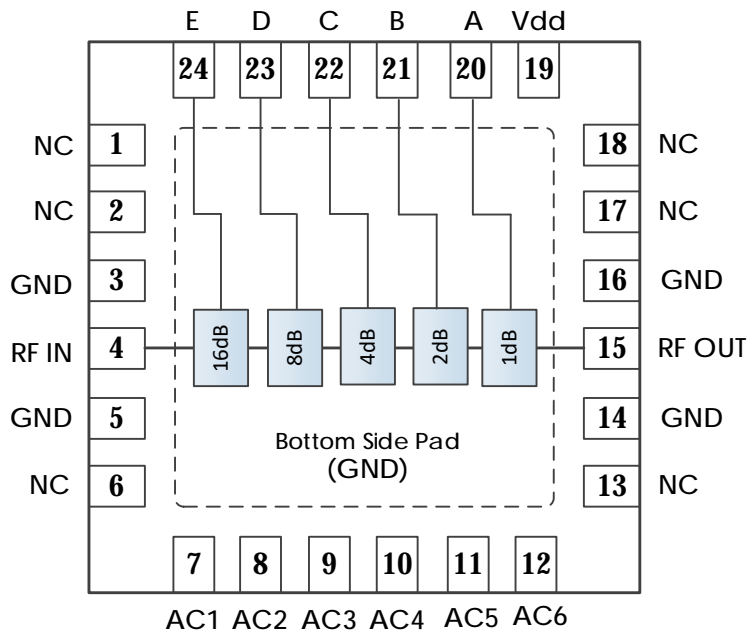 E D C B A Vdd
24 23 22 21 20 19
NC 1 18 NC
NC 2 17 NC
GND 3 16 GND
RF IN 4 16dB 8dB 4dB 2dB 1dB 15 RF OUT
GND 5 14 GND
Bottom Side Pad
(GND)
NC 6 13 NC
7 8 9 10 11 12
AC1 AC2 AC3 AC4 AC5 AC6